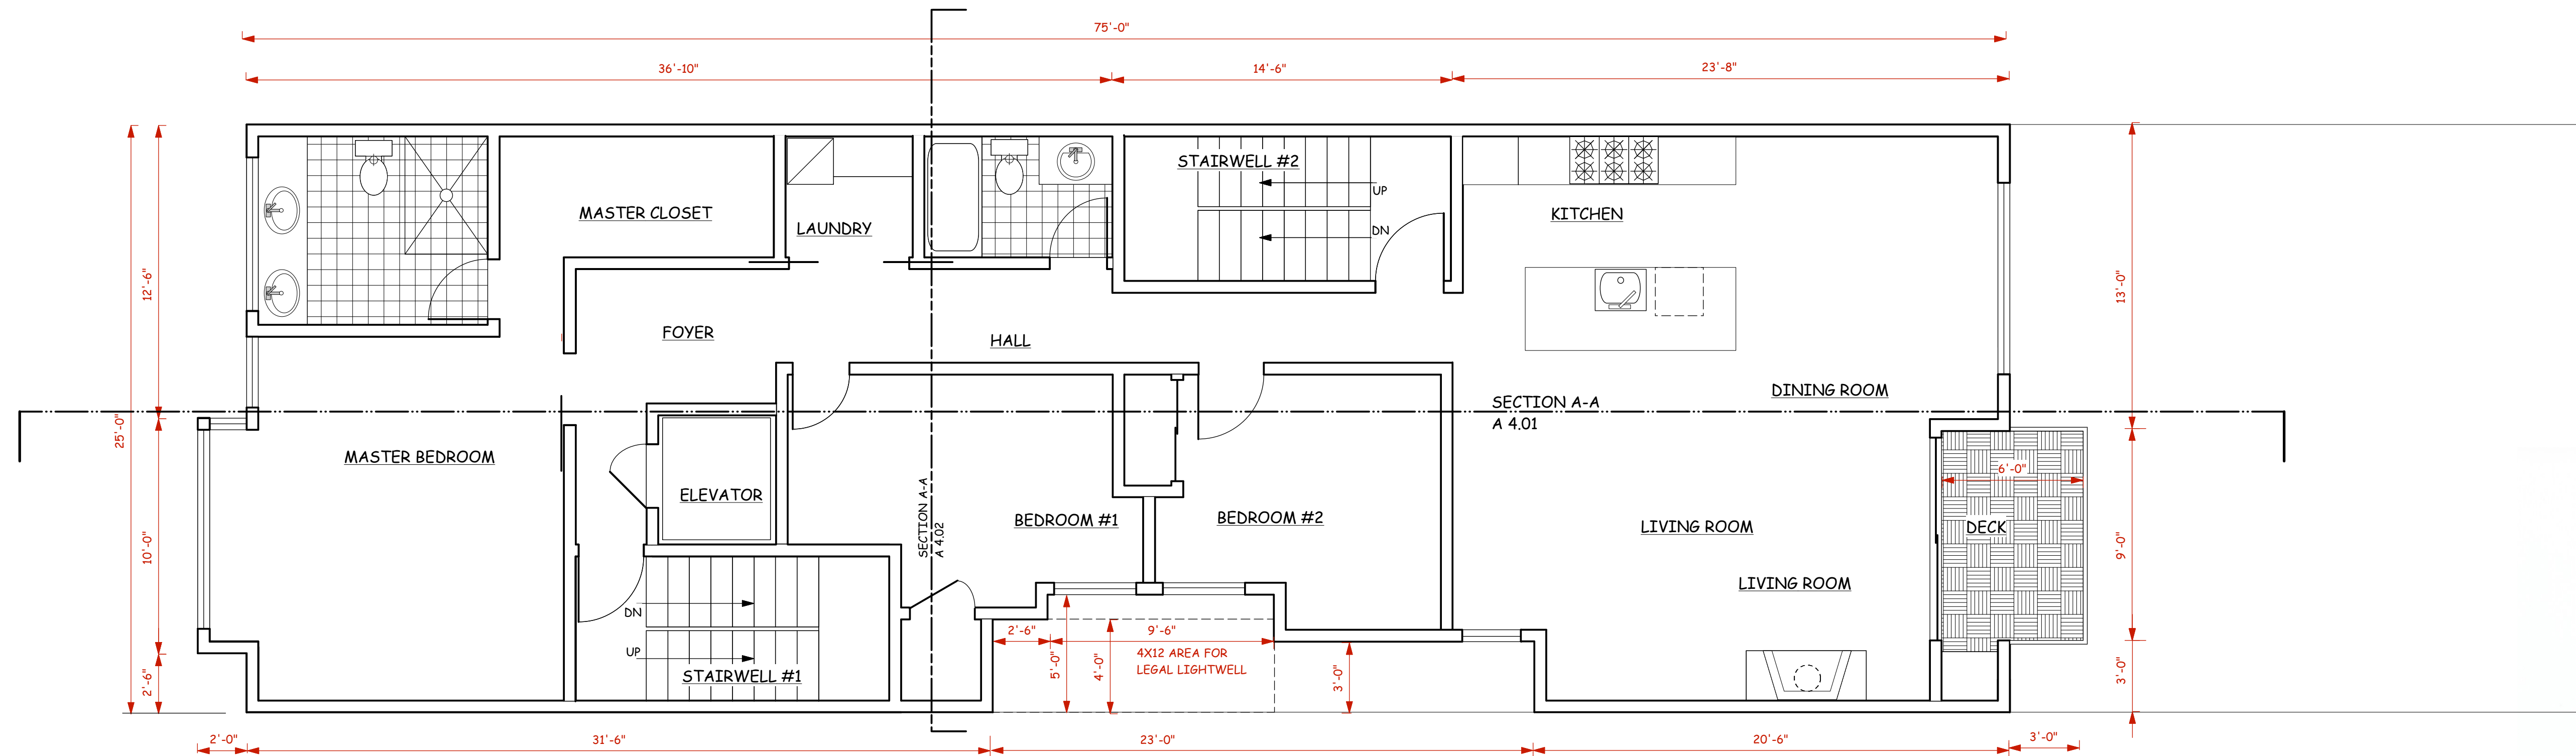 75'-0"
36'-10"
14'-6"
23'-8"
STAIRWELL #2
UP
DN
MASTER CLOSET
LAUNDRY
KITCHEN
12'-6"
13'-0"
FOYER
HALL
DINING ROOM
SECTION A-A
A 4.01
25'-0"
MASTER BEDROOM
ELEVATOR
SECTION A-A
A 4.02
BEDROOM #1
BEDROOM #2
LIVING ROOM
6'-0"
DECK
10'-0"
9'-0"
LIVING ROOM
DN
UP
STAIRWELL #1
2'-6"
9'-6"
5'-0"
4'-0"
4X12 AREA FOR
LEGAL LIGHTWELL
3'-0"
2'-6"
3'-0"
2'-0"
31'-6"
23'-0"
20'-6"
3'-0"